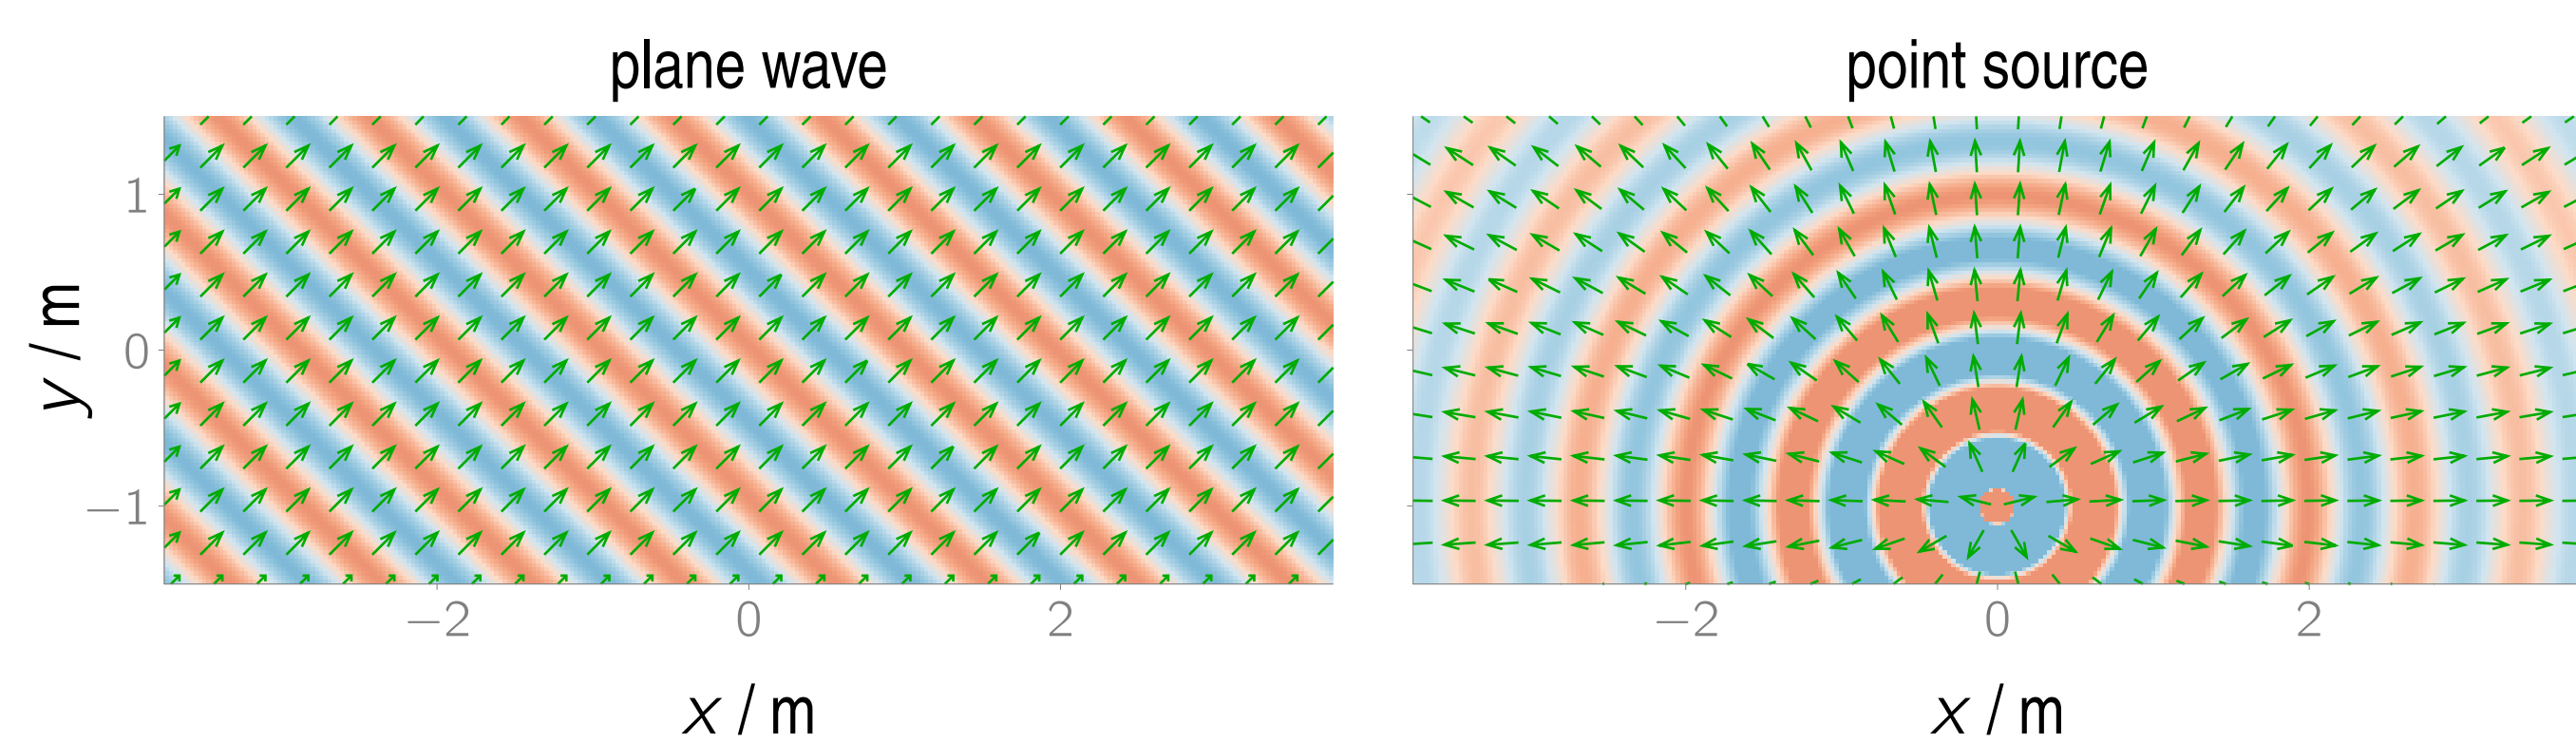 plane wave
point source
y / m
1
0
−1
−2 0 2
−2 0 2
x / m
x / m